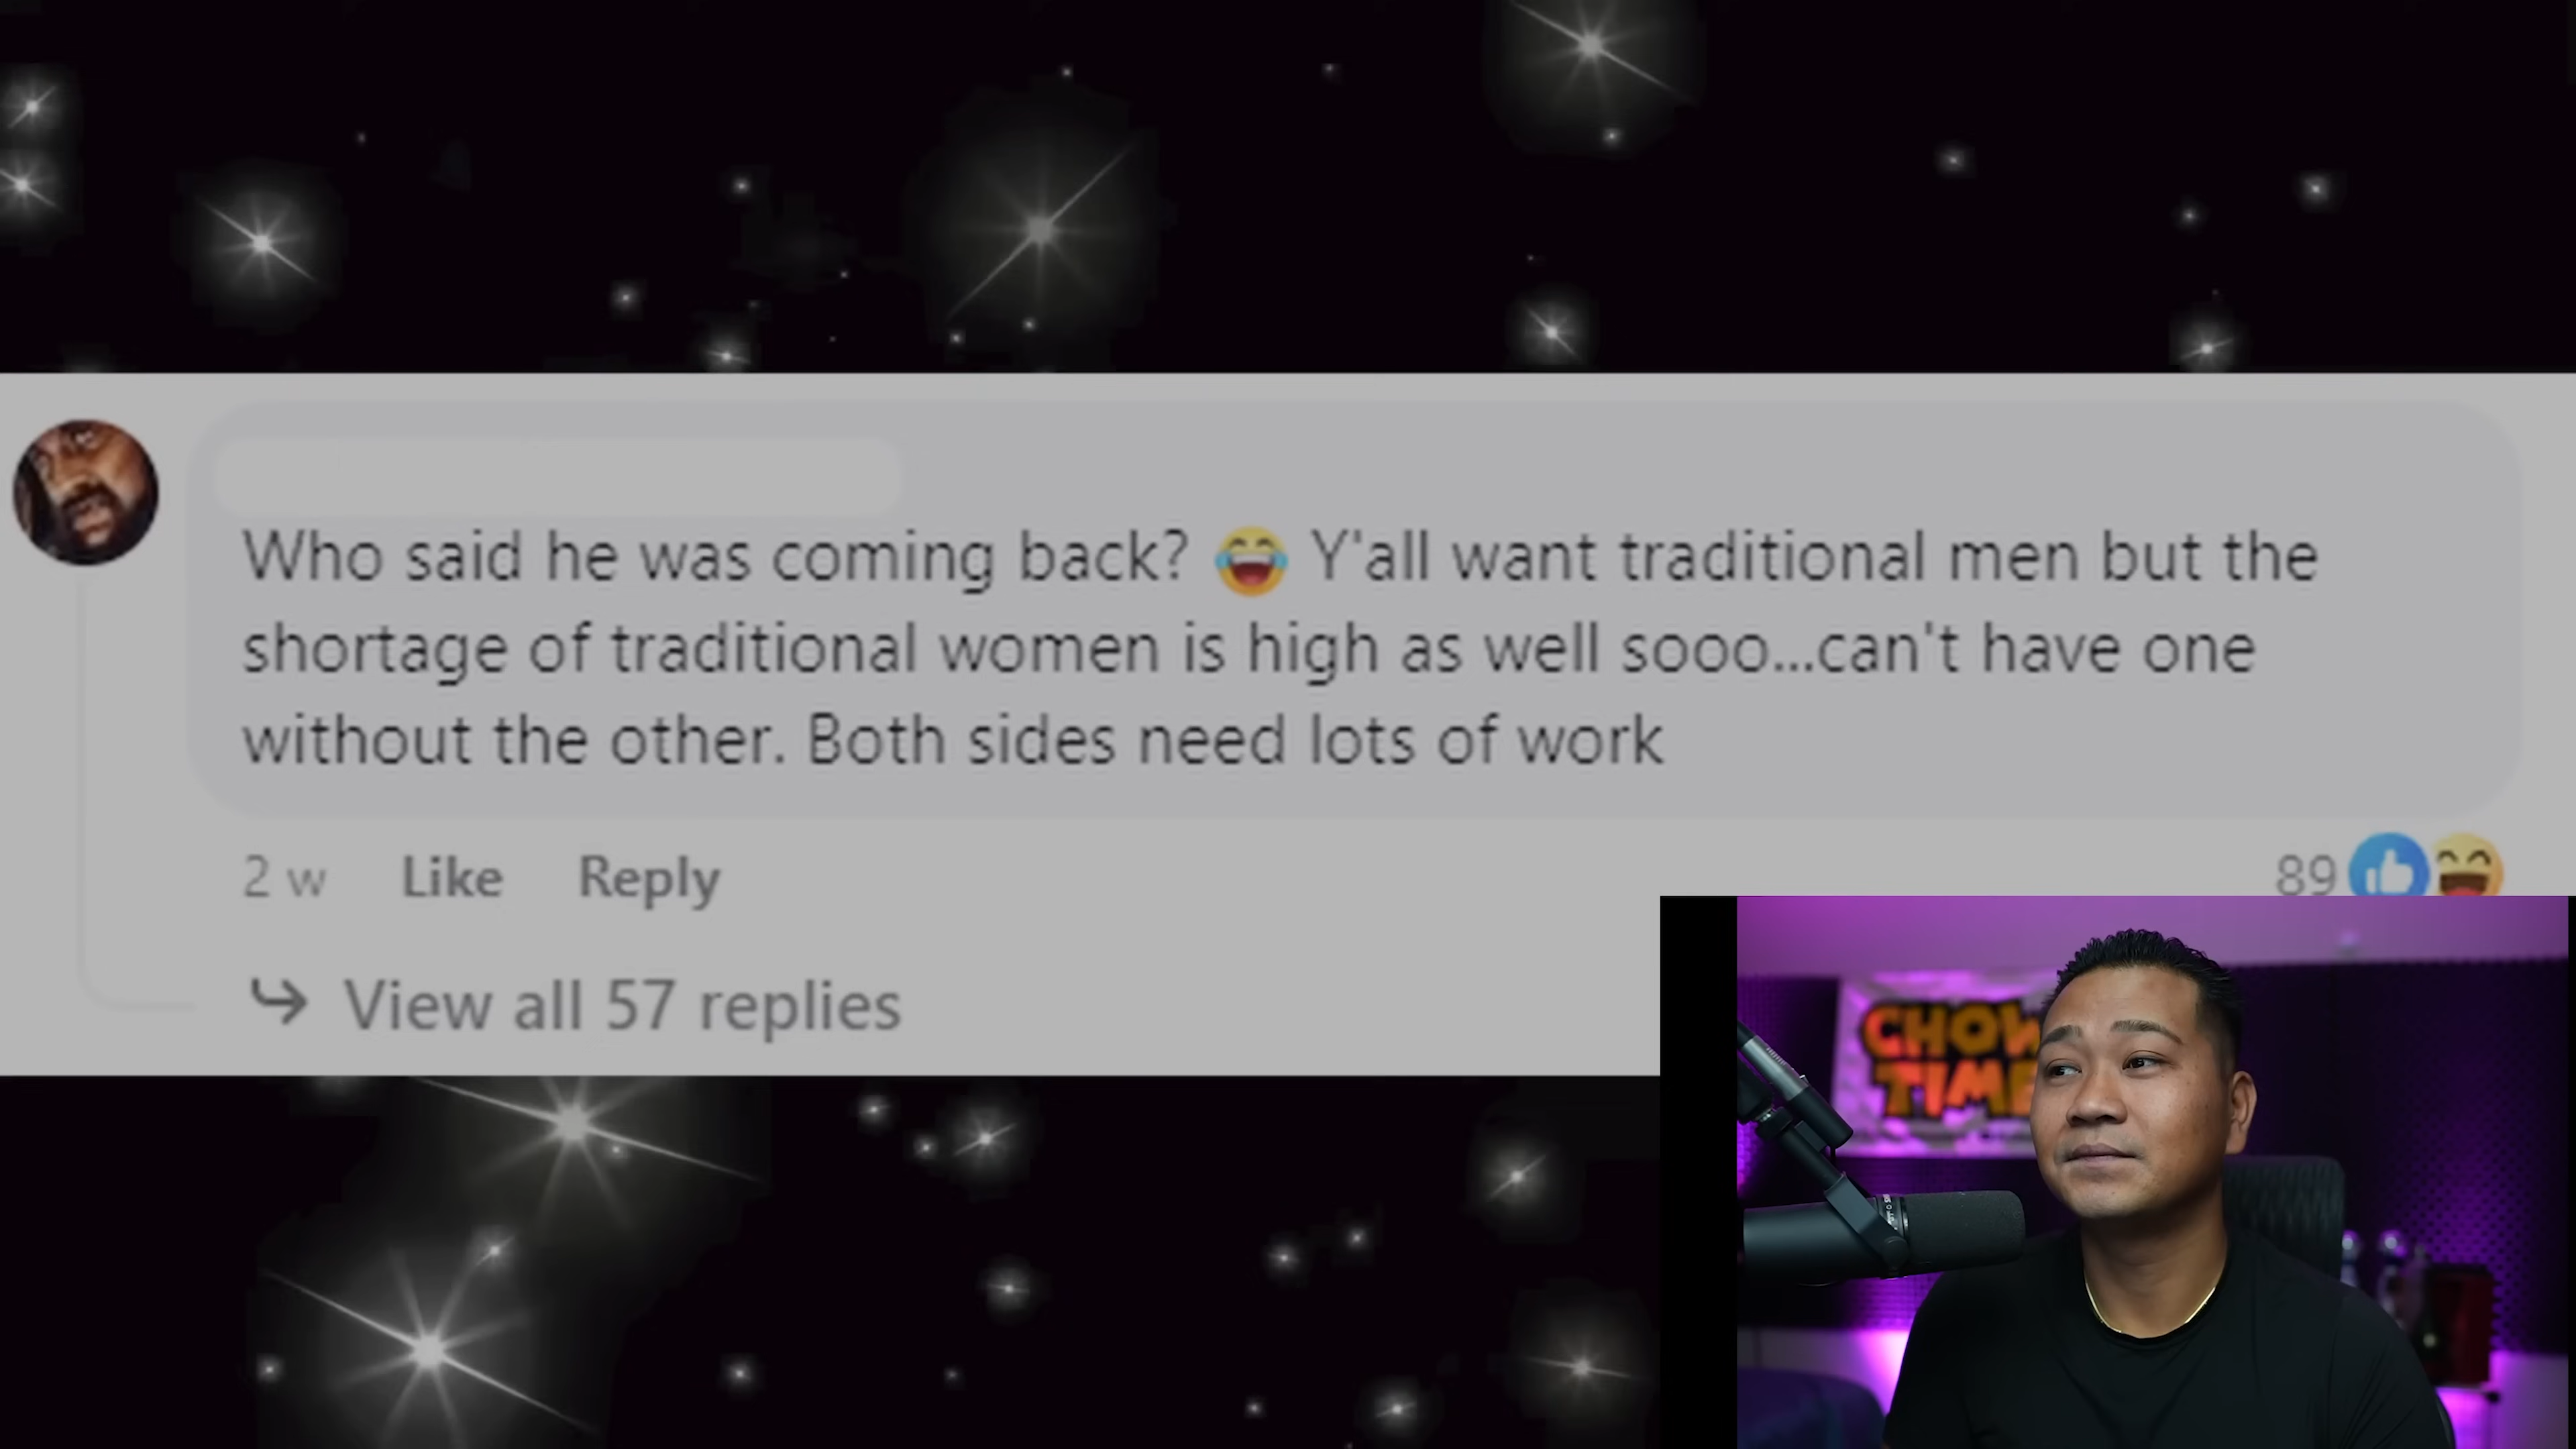 Who said he was coming back? 😂 Y'all want traditional men but the
shortage of traditional women is high as well sooo...can't have one
without the other. Both sides need lots of work
2 w Like Reply 89
View all 57 replies
CHOW
TIME